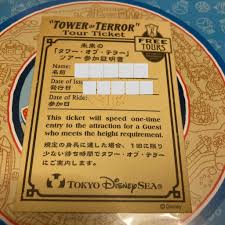 "TOWER OF TERROR"
Tour Ticket
FREE
TOURS
未来の
「タワー・オブ・テラー」
ツアー参加証明書
Name:
名前
Date of Issue:
発行日
Date of Ride:
参加日
This ticket will speed one-time
entry to the attraction for a Guest
who meets the height requirement.
規定の身長に達した場合、1回に限り
少ない待ち時間でタワー・オブ・テラー
にご案内します。
TOKYO DISNEYSEA®
© Disney